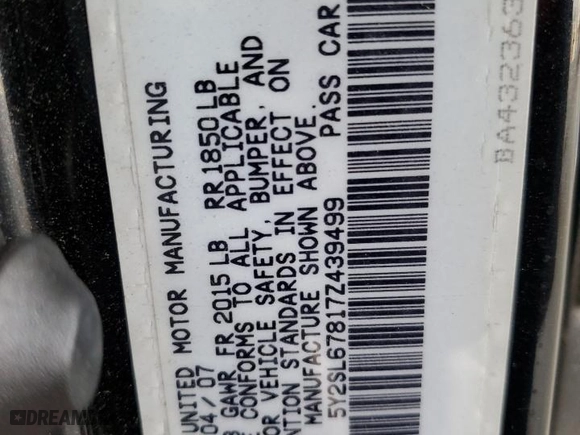 UNITED MOTOR MANUFACTURING
04/07
GAWR FR 2015 LB RR 1850 LB
CONFORMS TO ALL APPLICABLE
VEHICLE SAFETY, BUMPER, AND
STANDARDS IN EFFECT ON
MANUFACTURE SHOWN ABOVE.
5Y2SL67817Z439499 PASS CAR
BA432363
DREAM